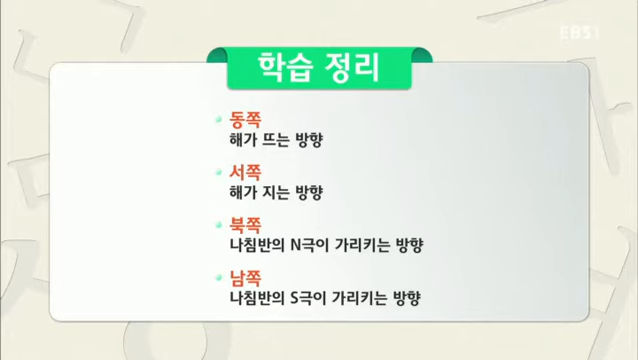 EBS1
학습 정리
동쪽
해가 뜨는 방향
서쪽
해가 지는 방향
북쪽
나침반의 N극이 가리키는 방향
남쪽
나침반의 S극이 가리키는 방향